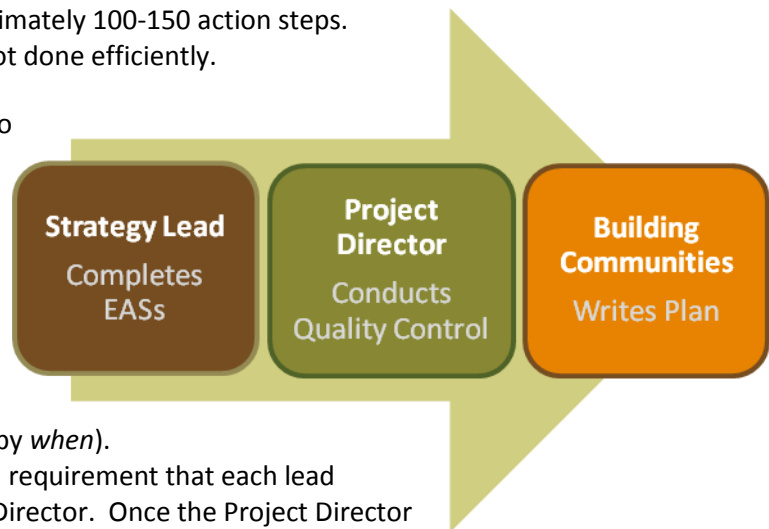 imately 100-150 action steps.
ot done efficiently.
o
Strategy Lead
Completes
EASs
Project
Director
Conducts
Quality Control
Building
Communities
Writes Plan
by when).
requirement that each lead
Director.  Once the Project Director